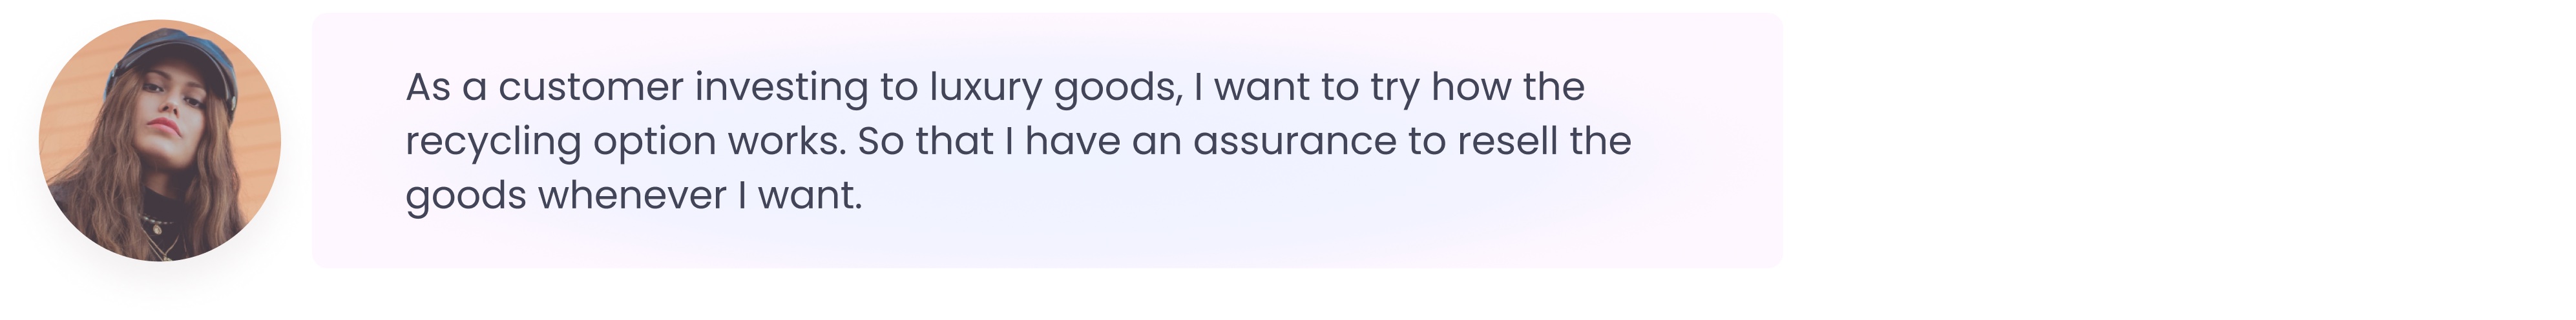 As a customer investing to luxury goods, I want to try how the
recycling option works. So that I have an assurance to resell the
goods whenever I want.